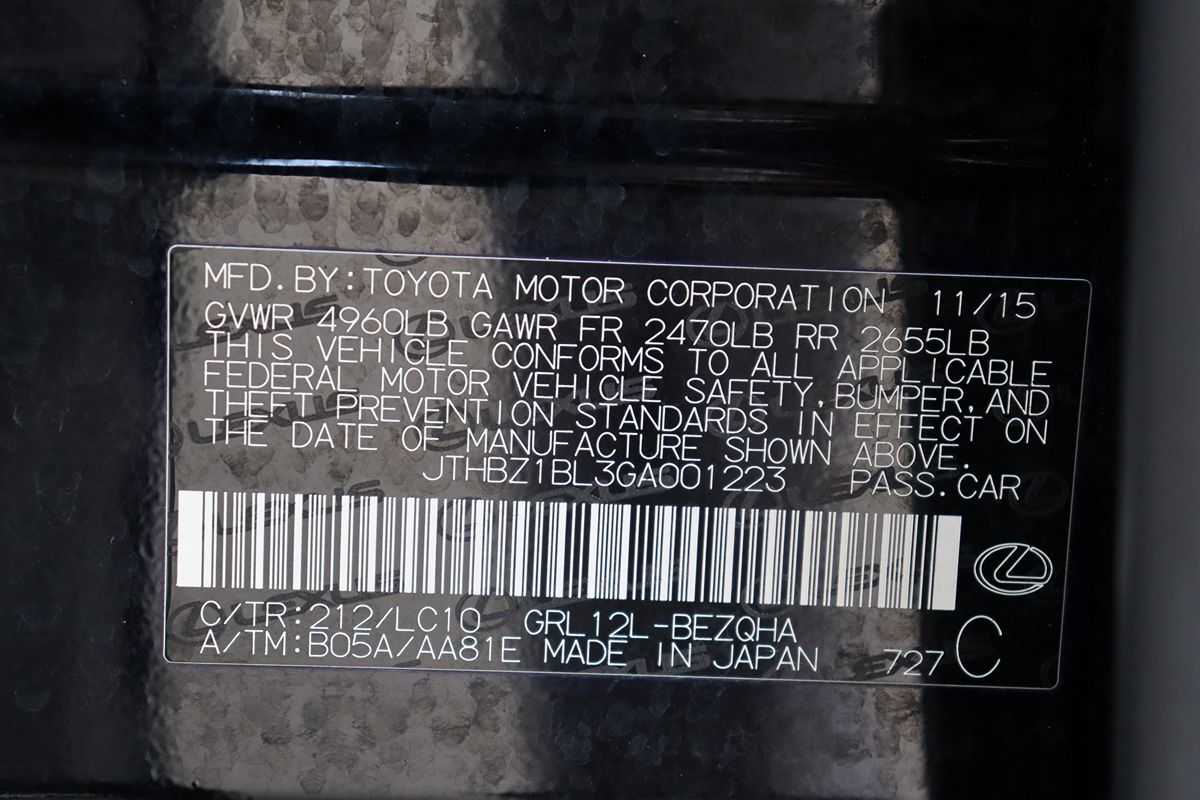 MFD.BY:TOYOTA MOTOR CORPORATION 11/15
GVWR 4960LB GAWR FR 2470LB RR 2655LB
THIS VEHICLE CONFORMS TO ALL APPLICABLE
FEDERAL MOTOR VEHICLE SAFETY,BUMPER,AND
THEFT PREVENTION STANDARDS IN EFFECT ON
THE DATE OF MANUFACTURE SHOWN ABOVE.
JTHBZ1BL3GA001223 PASS.CAR
C/TR:212/LC10 GRL12L-BEZQHA
A/TM:B05A/AA81E MADE IN JAPAN 727 C